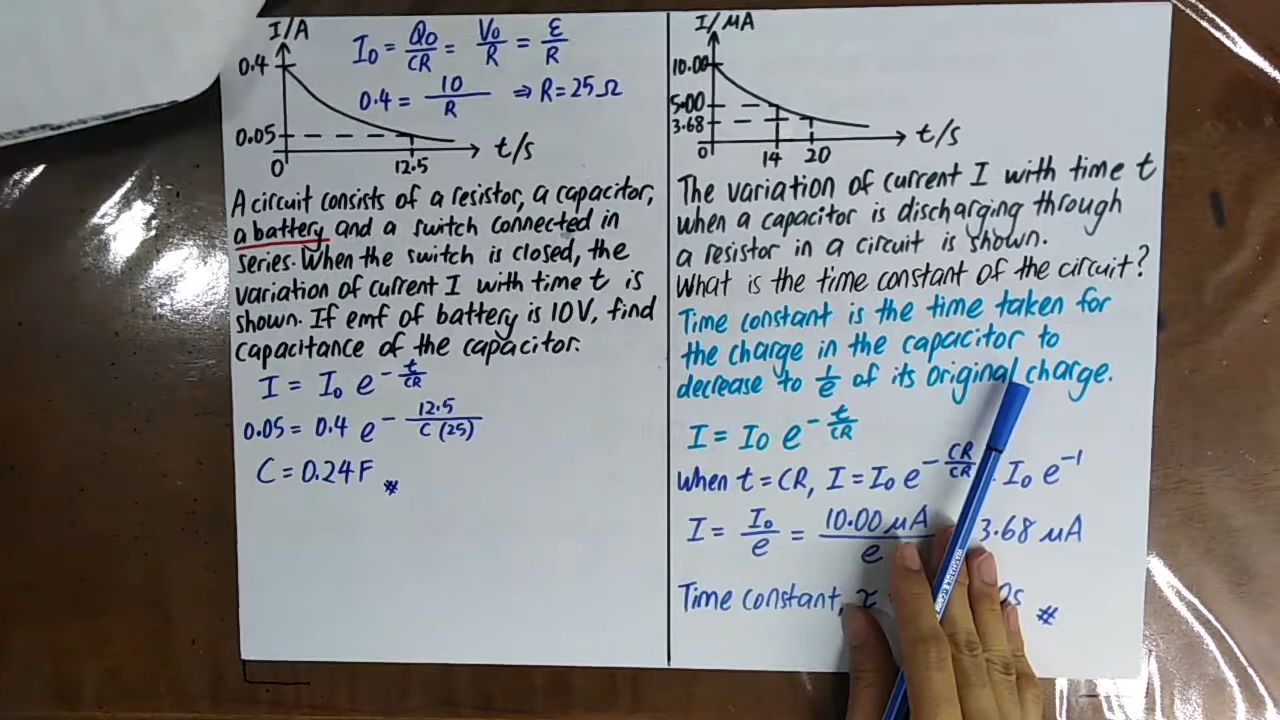 I/A
I₀ = Q₀/CR = V₀/R = ε/R
0.4
0.4 = 10/R ⇒ R = 25 Ω
0.05
0
12.5
t/s
A circuit consists of a resistor, a capacitor,
a battery and a switch connected in
series. When the switch is closed, the
variation of current I with time t is
shown. If emf of battery is 10V, find
capacitance of the capacitor.
I = I₀ e^(-t/CR)
0.05 = 0.4 e^(-12.5/C(25))
C = 0.24F
I/μA
10.00
5.00
3.68
0
14
20
t/s
The variation of current I with time t
when a capacitor is discharging through
a resistor in a circuit is shown.
What is the time constant of the circuit?
Time constant is the time taken for
the charge in the capacitor to
decrease to 1/e of its original charge.
I = I₀ e^(-t/CR)
When t = CR, I = I₀ e^(-CR/CR) I₀ e⁻¹
I = I₀/e = 10.00 μA/e 3.68 μA
Time constant, τ